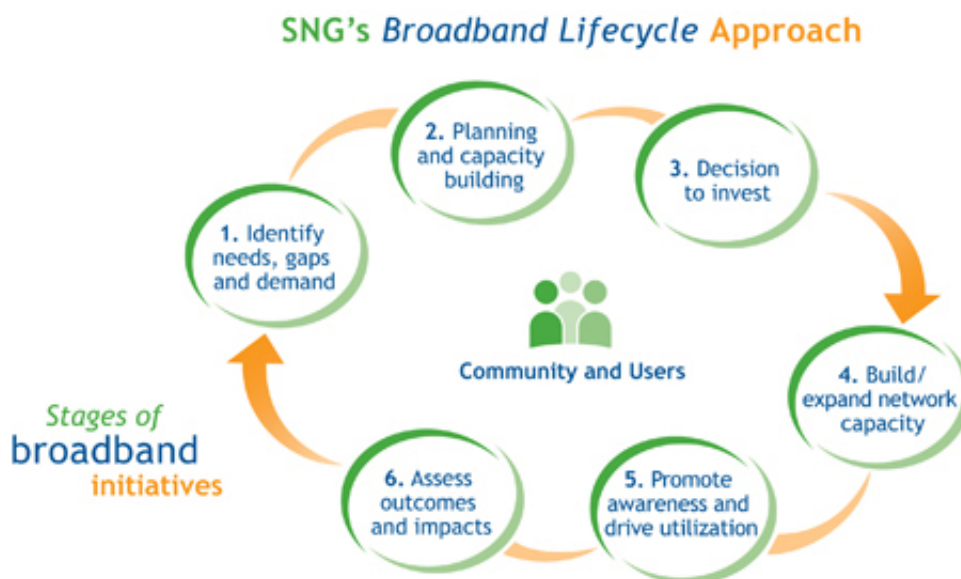 SNG's Broadband Lifecycle Approach
1. Identify
needs, gaps
and demand
2. Planning
and capacity
building
3. Decision
to invest
4. Build/
expand network
capacity
5. Promote
awareness and
drive utilization
6. Assess
outcomes
and impacts
Community and Users
Stages of
broadband
initiatives